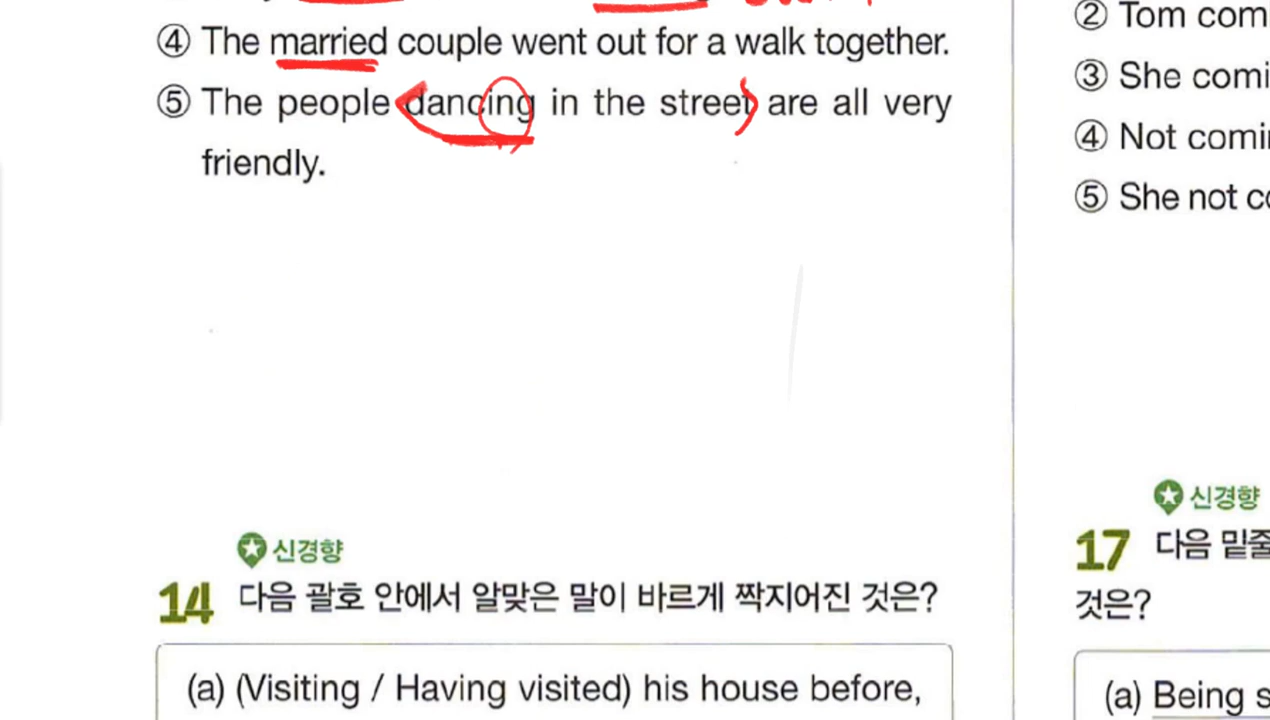 ④ The married couple went out for a walk together.
⑤ The people dancing in the street are all very
friendly.
신경향
14 다음 괄호 안에서 알맞은 말이 바르게 짝지어진 것은?
(a) (Visiting / Having visited) his house before,
② Tom com
③ She comi
④ Not comi
⑤ She not c
신경향
17 다음 밑줄
것은?
(a) Being s